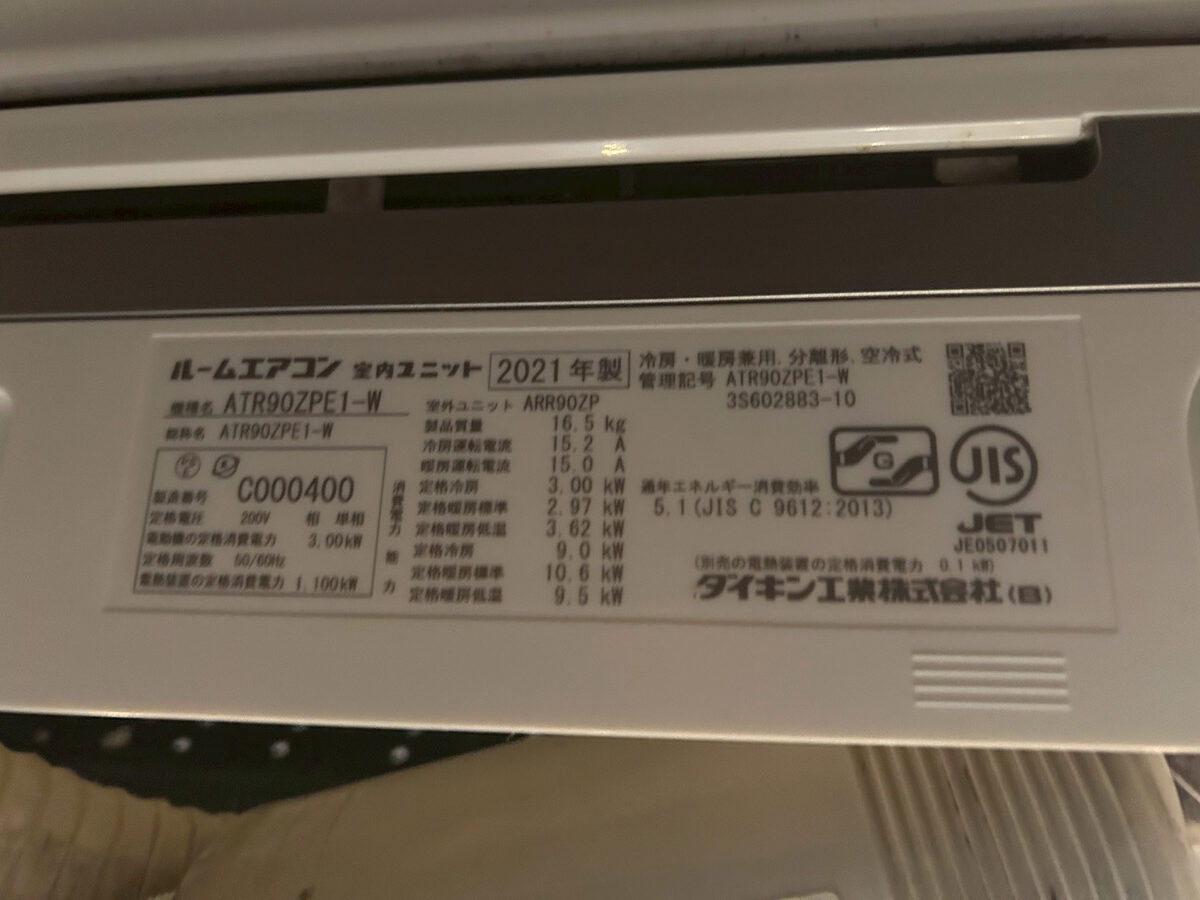 ルームエアコン 室内ユニット 2021年製
機種名 ATR90ZPE1-W
総称名 ATR90ZPE1-W
製造番号 C000400
定格電圧 200V 相 単相
電動機の定格消費電力 3.00kW
定格周波数 50/60Hz
電熱装置の定格消費電力 1.100kW
室外ユニット ARR90ZP
製品質量 16.5 kg
冷房運転電流 15.2 A
暖房運転電流 15.0 A
消費電力
定格冷房 3.00 kW
定格暖房標準 2.97 kW
定格暖房低温 3.62 kW
能力
定格冷房 9.0 kW
定格暖房標準 10.6 kW
定格暖房低温 9.5 kW
冷房・暖房兼用, 分離形, 空冷式
管理記号 ATR90ZPE1-W
3S602883-10
G
JIS
JET
JE0507011
通年エネルギー消費効率
5.1(JIS C 9612:2013)
(別売の電熱装置の定格消費電力 0.1kW)
ダイキン工業株式会社(日)